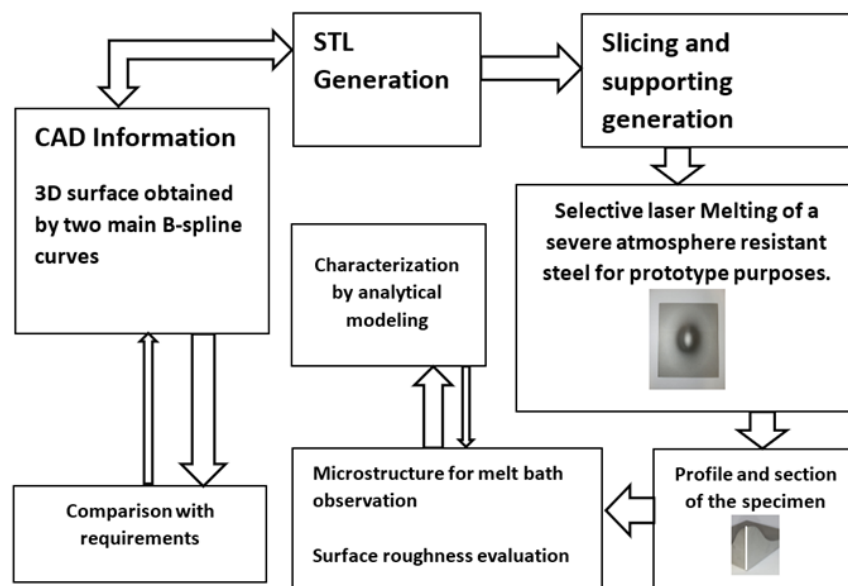 STL
Generation
Slicing and
supporting
generation
CAD Information
3D surface obtained
by two main B-spline
curves
Selective laser Melting of a
severe atmosphere resistant
steel for prototype purposes.
Characterization
by analytical
modeling
Comparison with
requirements
Microstructure for melt bath
observation
Surface roughness evaluation
Profile and section
of the specimen